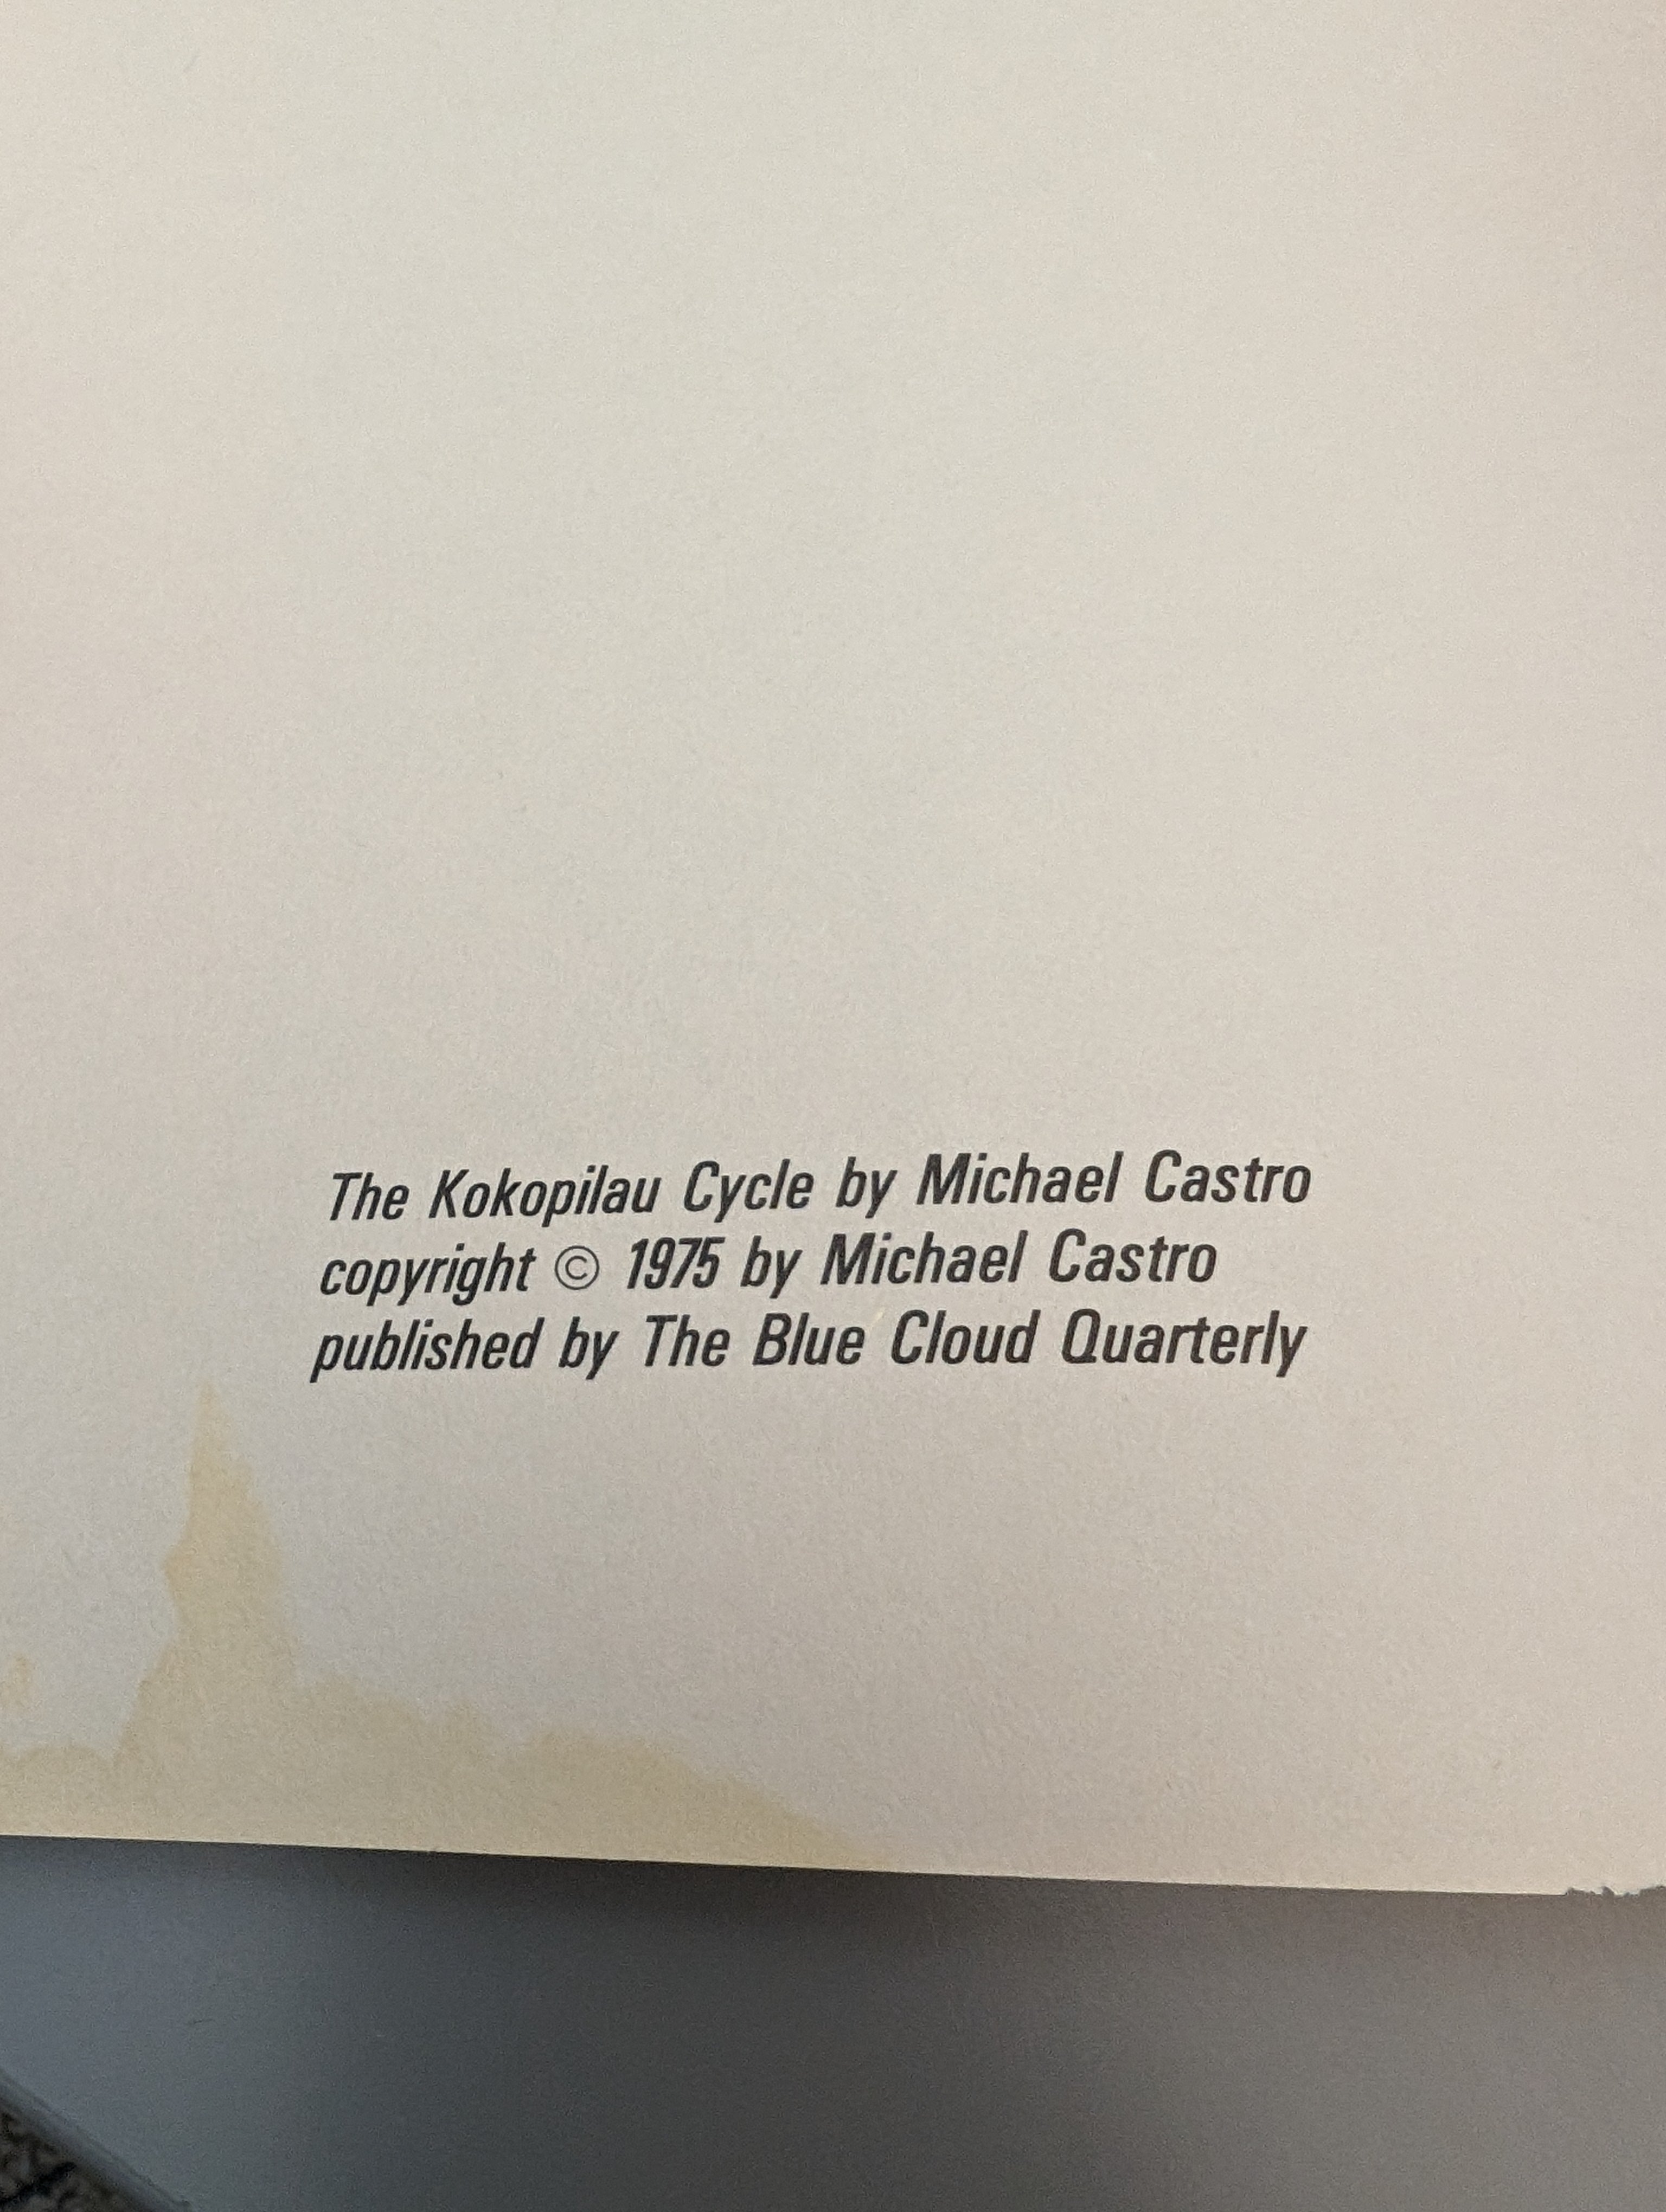 The Kokopilau Cycle by Michael Castro
copyright © 1975 by Michael Castro
published by The Blue Cloud Quarterly